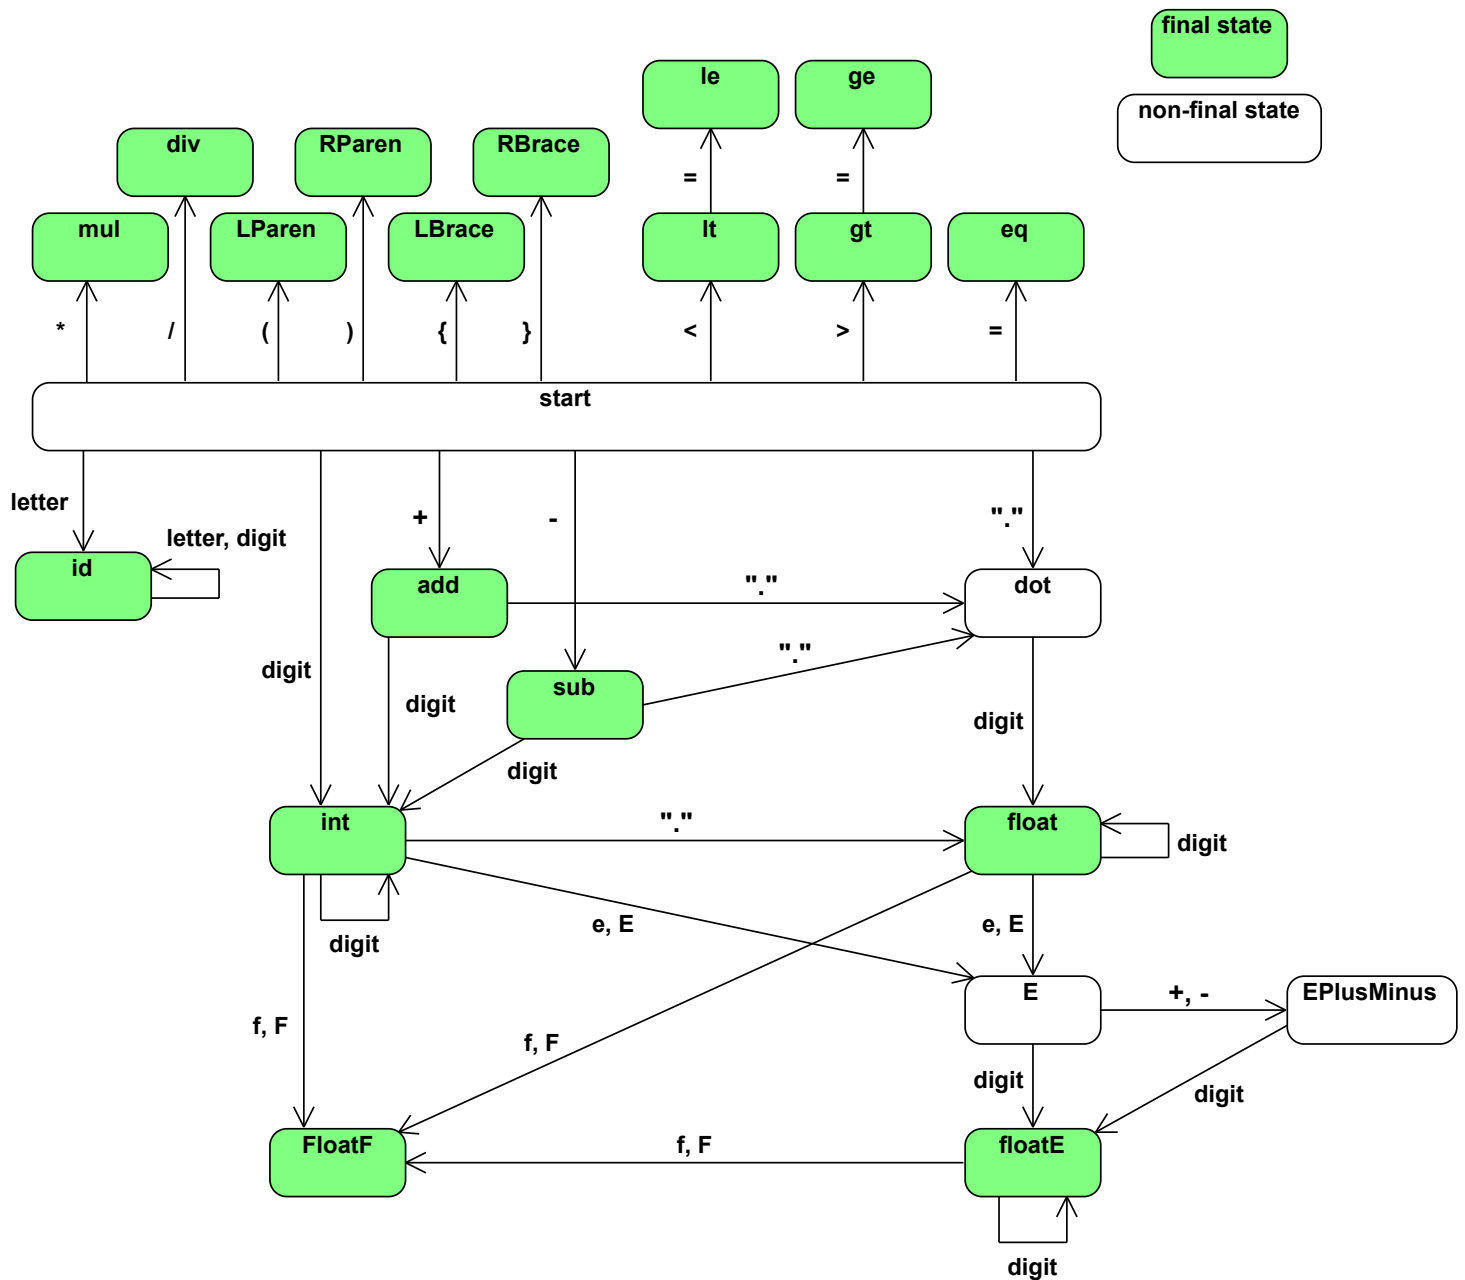 final state
le
ge
non-final state
div
RParen
RBrace
=
=
mul
LParen
LBrace
lt
gt
eq
*
/
(
)
{
}
<
>
=
start
letter
+
-
"."
letter, digit
id
add
"."
dot
"."
digit
sub
digit
digit
digit
int
"."
float
digit
digit
e, E
e, E
E
+, -
EPlusMinus
f, F
f, F
digit
digit
FloatF
f, F
floatE
digit